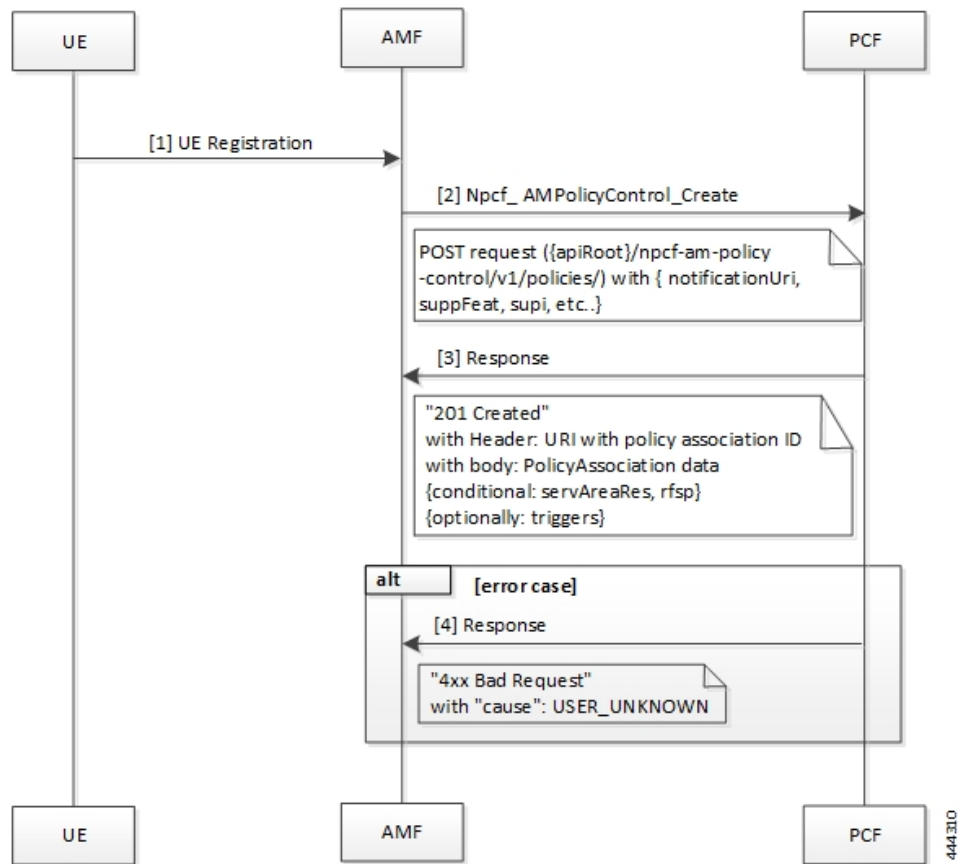 UE
AMF
PCF
[1] UE Registration
[2] Npcf_ AMPolicyControl_Create
POST request ({apiRoot}/npcf-am-policy
-control/v1/policies/) with { notificationUri,
suppFeat, supi, etc..}
[3] Response
"201 Created"
with Header: URI with policy association ID
with body: PolicyAssociation data
{conditional: servAreaRes, rfsp}
{optionally: triggers}
alt
[error case]
[4] Response
"4xx Bad Request"
with "cause": USER_UNKNOWN
UE
AMF
PCF
444310